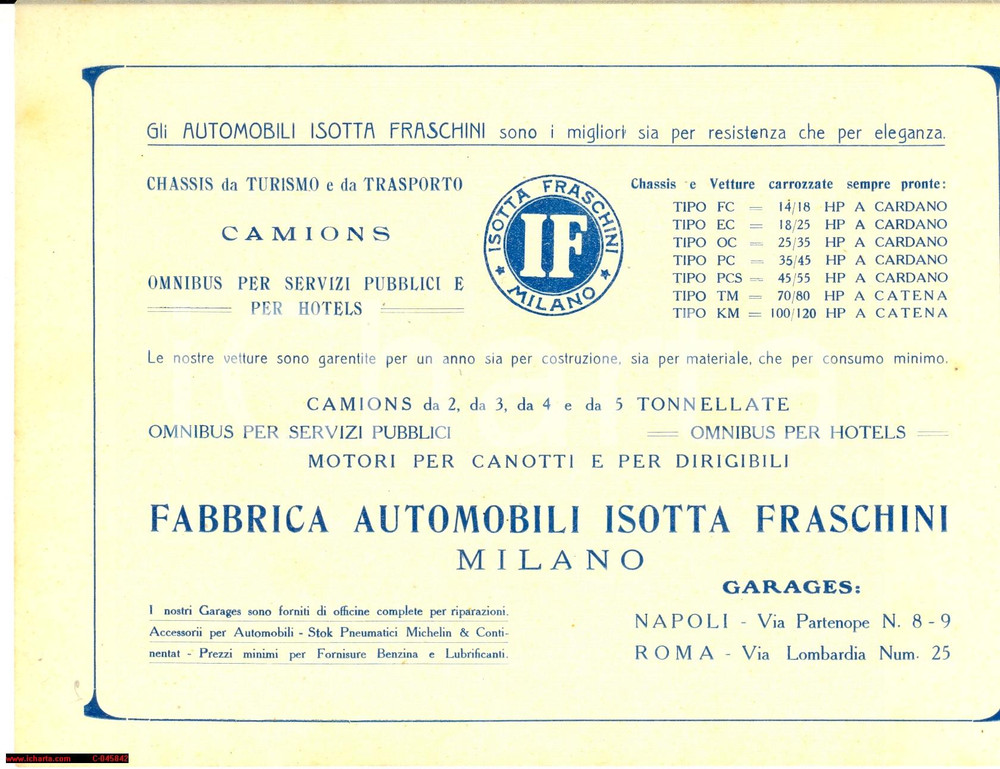 Gli AUTOMOBILI ISOTTA FRASCHINI sono i migliori sia per resistenza che per eleganza.
CHASSIS da TURISMO e da TRASPORTO
CAMIONS
OMNIBUS PER SERVIZI PUBBLICI E
PER HOTELS
ISOTTA FRASCHINI
IF
MILANO
Chassis e Vetture carrozzate sempre pronte:
TIPO FC = 14/18 HP A CARDANO
TIPO EC = 18/25 HP A CARDANO
TIPO OC = 25/35 HP A CARDANO
TIPO PC = 35/45 HP A CARDANO
TIPO PCS = 45/55 HP A CARDANO
TIPO TM = 70/80 HP A CATENA
TIPO KM = 100/120 HP A CATENA
Le nostre vetture sono garentite per un anno sia per costruzione, sia per materiale, che per consumo minimo.
CAMIONS da 2, da 3, da 4 e da 5 TONNELLATE
OMNIBUS PER SERVIZI PUBBLICI
OMNIBUS PER HOTELS
MOTORI PER CANOTTI E PER DIRIGIBILI
FABBRICA AUTOMOBILI ISOTTA FRASCHINI
MILANO
I nostri Garages sono forniti di officine complete per riparazioni.
Accessorii per Automobili - Stok Pneumatici Michelin & Conti-
nentat - Prezzi minimi per Fornisure Benzina e Lubrificanti.
GARAGES:
NAPOLI - Via Partenope N. 8-9
ROMA - Via Lombardia Num. 25
www.icharta.com C-045842